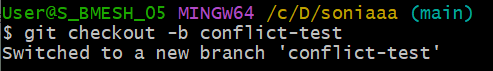 User@S_BMESH_05 MINGW64 /c/D/soniaaa (main)
$ git checkout -b conflict-test
Switched to a new branch 'conflict-test'